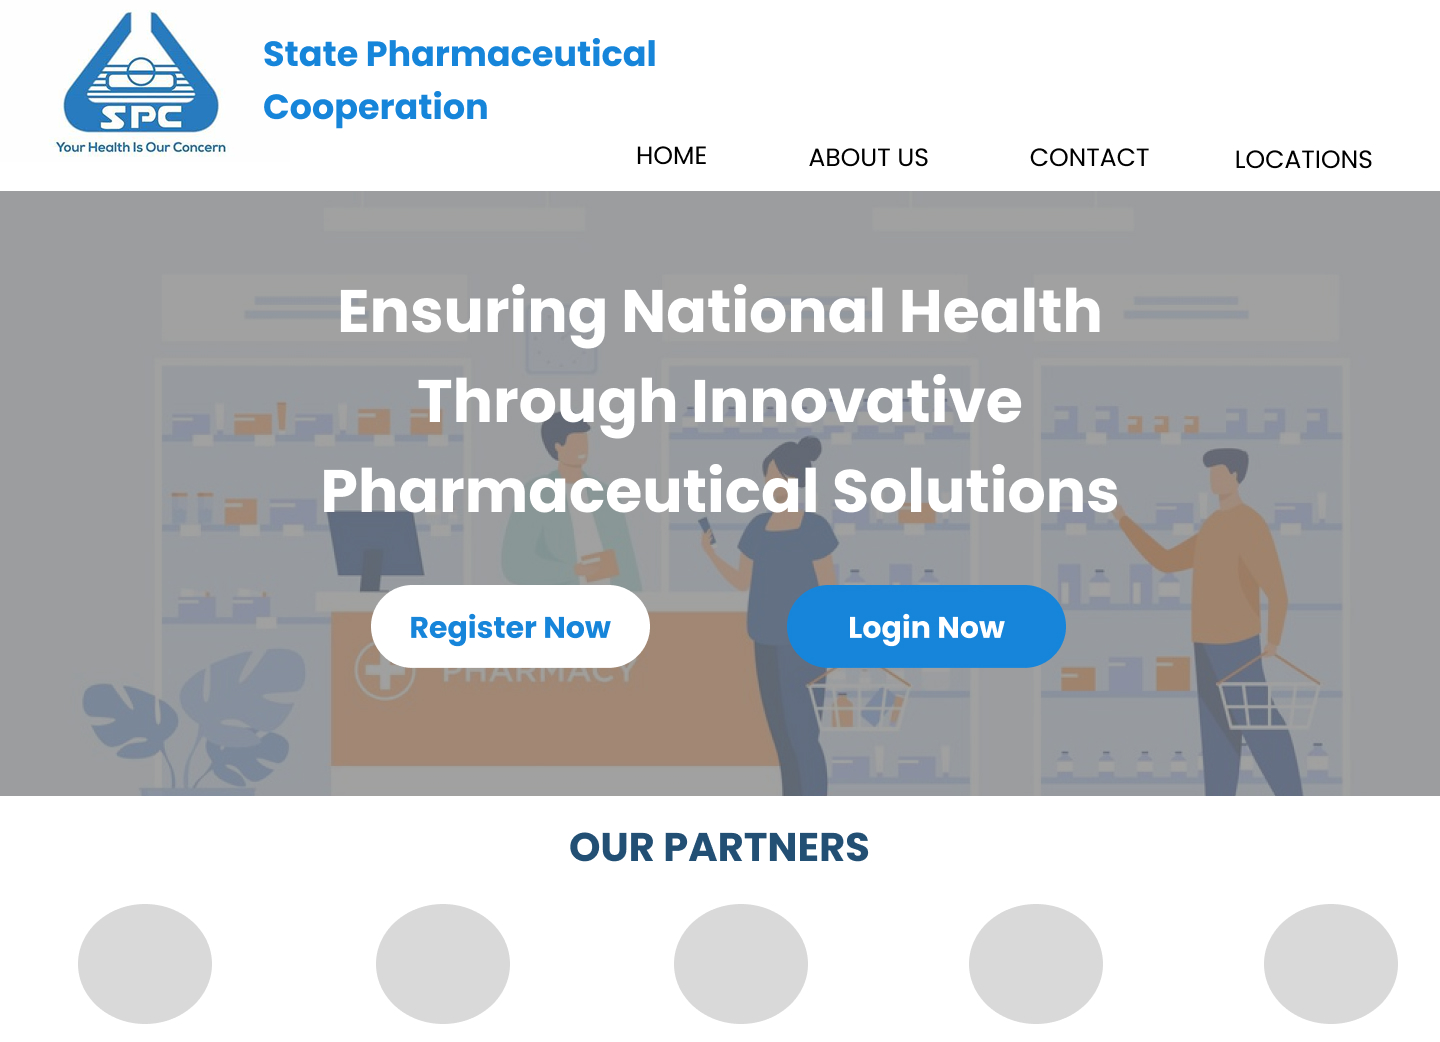 SPC
Your Health Is Our Concern
State Pharmaceutical
Cooperation
HOME
ABOUT US
CONTACT
LOCATIONS
Ensuring National Health
Through Innovative
Pharmaceutical Solutions
Register Now
Login Now
PHARMACY
OUR PARTNERS